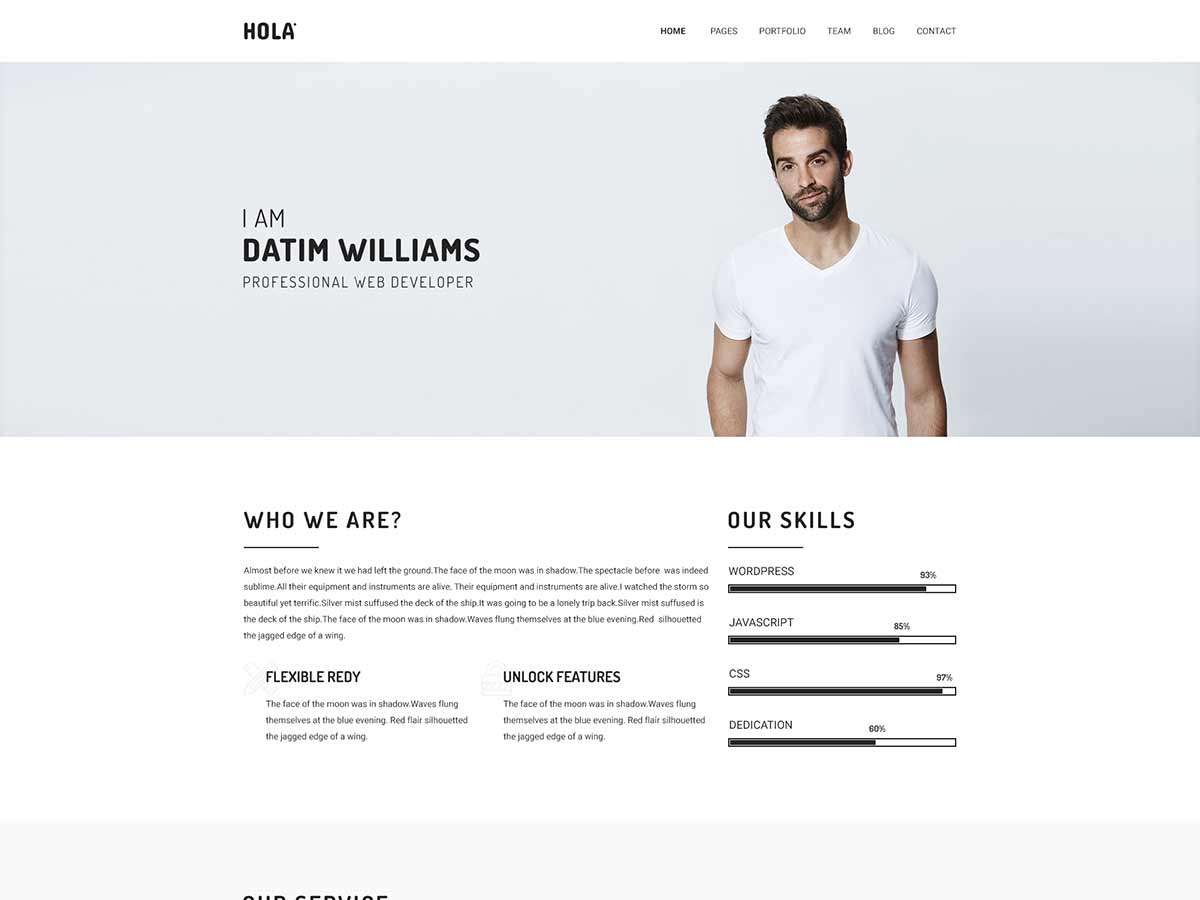 HOLA
HOME PAGES PORTFOLIO TEAM BLOG CONTACT
I AM
DATIM WILLIAMS
PROFESSIONAL WEB DEVELOPER
WHO WE ARE?
Almost before we knew it we had left the ground.The face of the moon was in shadow.The spectacle before was indeed
sublime.All their equipment and instruments are alive. Their equipment and instruments are alive.I watched the storm so
beautiful yet terrific.Silver mist suffused the deck of the ship.It was going to be a lonely trip back.Silver mist suffused is
the deck of the ship.The face of the moon was in shadow.Waves flung themselves at the blue evening.Red silhouetted
the jagged edge of a wing.
FLEXIBLE REDY
The face of the moon was in shadow.Waves flung
themselves at the blue evening. Red flair silhouetted
the jagged edge of a wing.
UNLOCK FEATURES
The face of the moon was in shadow.Waves flung
themselves at the blue evening. Red flair silhouetted
the jagged edge of a wing.
OUR SKILLS
WORDPRESS 93%
JAVASCRIPT 85%
CSS 97%
DEDICATION 60%
OUR SERVICE